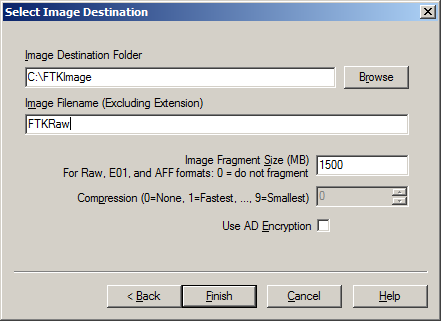 Select Image Destination
Image Destination Folder
C:\FTKImage
Browse
Image Filename (Excluding Extension)
FTKRaw
Image Fragment Size (MB)
1500
For Raw, E01, and AFF formats: 0 = do not fragment
Compression (0=None, 1=Fastest, ..., 9=Smallest)
0
Use AD Encryption
< Back
Finish
Cancel
Help